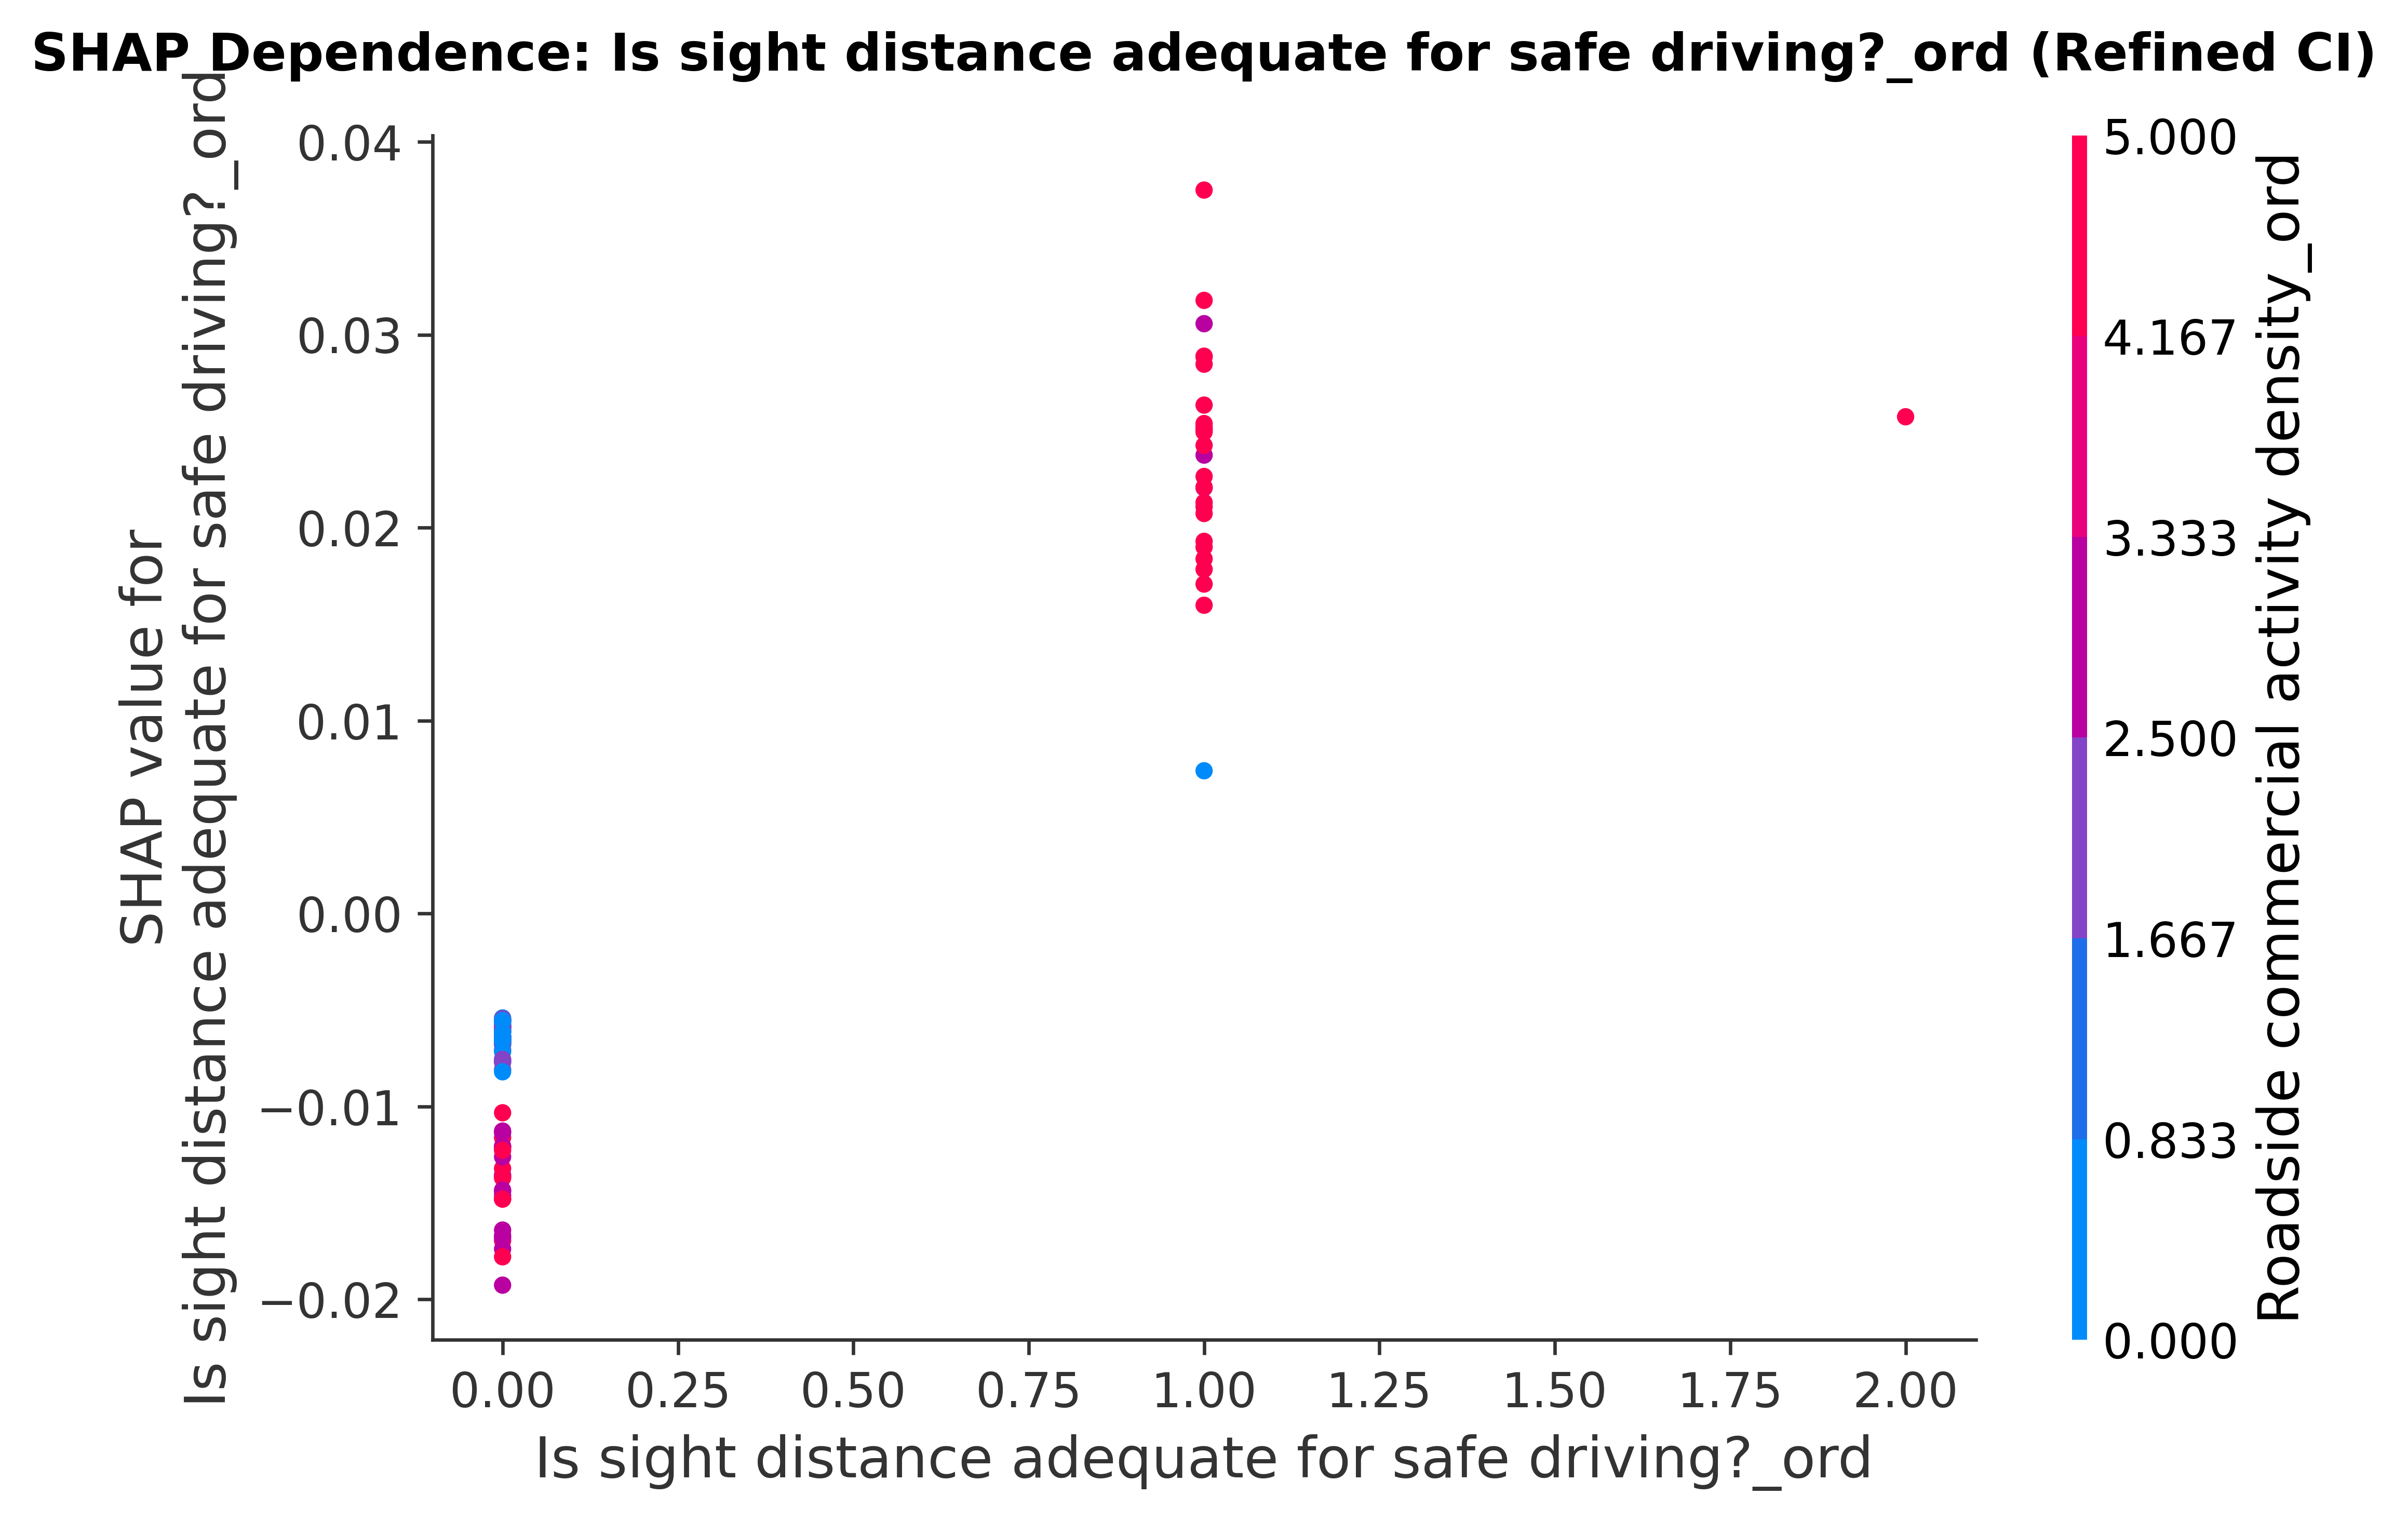 SHAP Dependence: Is sight distance adequate for safe driving?_ord (Refined CI)
SHAP value for
Is sight distance adequate for safe driving?_ord
0.04
0.03
0.02
0.01
0.00
−0.01
−0.02
0.00 0.25 0.50 0.75 1.00 1.25 1.50 1.75 2.00
Is sight distance adequate for safe driving?_ord
5.000
4.167
3.333
2.500
1.667
0.833
0.000
Roadside commercial activity density_ord